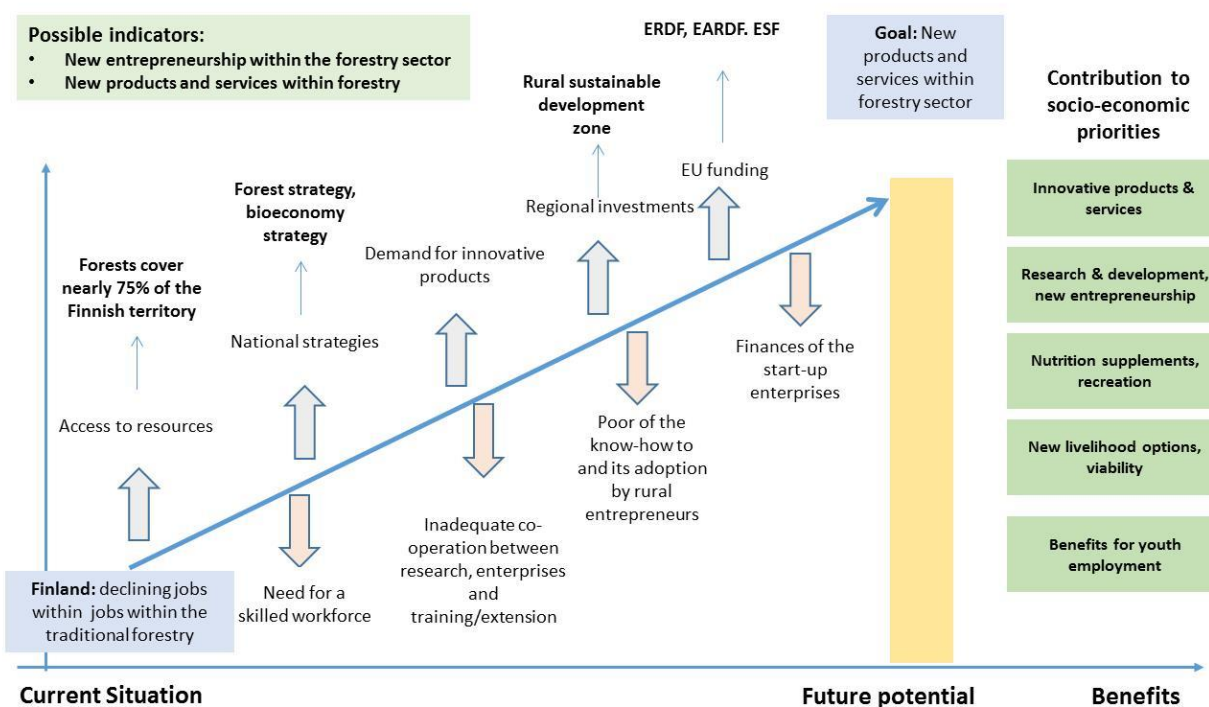 Possible indicators:
• New entrepreneurship within the forestry sector
• New products and services within forestry
ERDF, EARDF. ESF
Goal: New
products and
services within
forestry sector
Contribution to
socio-economic
priorities
Rural sustainable
development
zone
EU funding
Forest strategy,
bioeconomy
strategy
Regional investments
Innovative products &
services
Demand for innovative
products
Forests cover
nearly 75% of the
Finnish territory
Research & development,
new entrepreneurship
National strategies
Finances of the
start-up
enterprises
Nutrition supplements,
recreation
Access to resources
Poor of the
know-how to
and its adoption
by rural
entrepreneurs
New livelihood options,
viability
Inadequate co-
operation between
research, enterprises
and
training/extension
Benefits for youth
employment
Finland: declining jobs
within jobs within the
traditional forestry
Need for a
skilled workforce
Current Situation
Future potential
Benefits